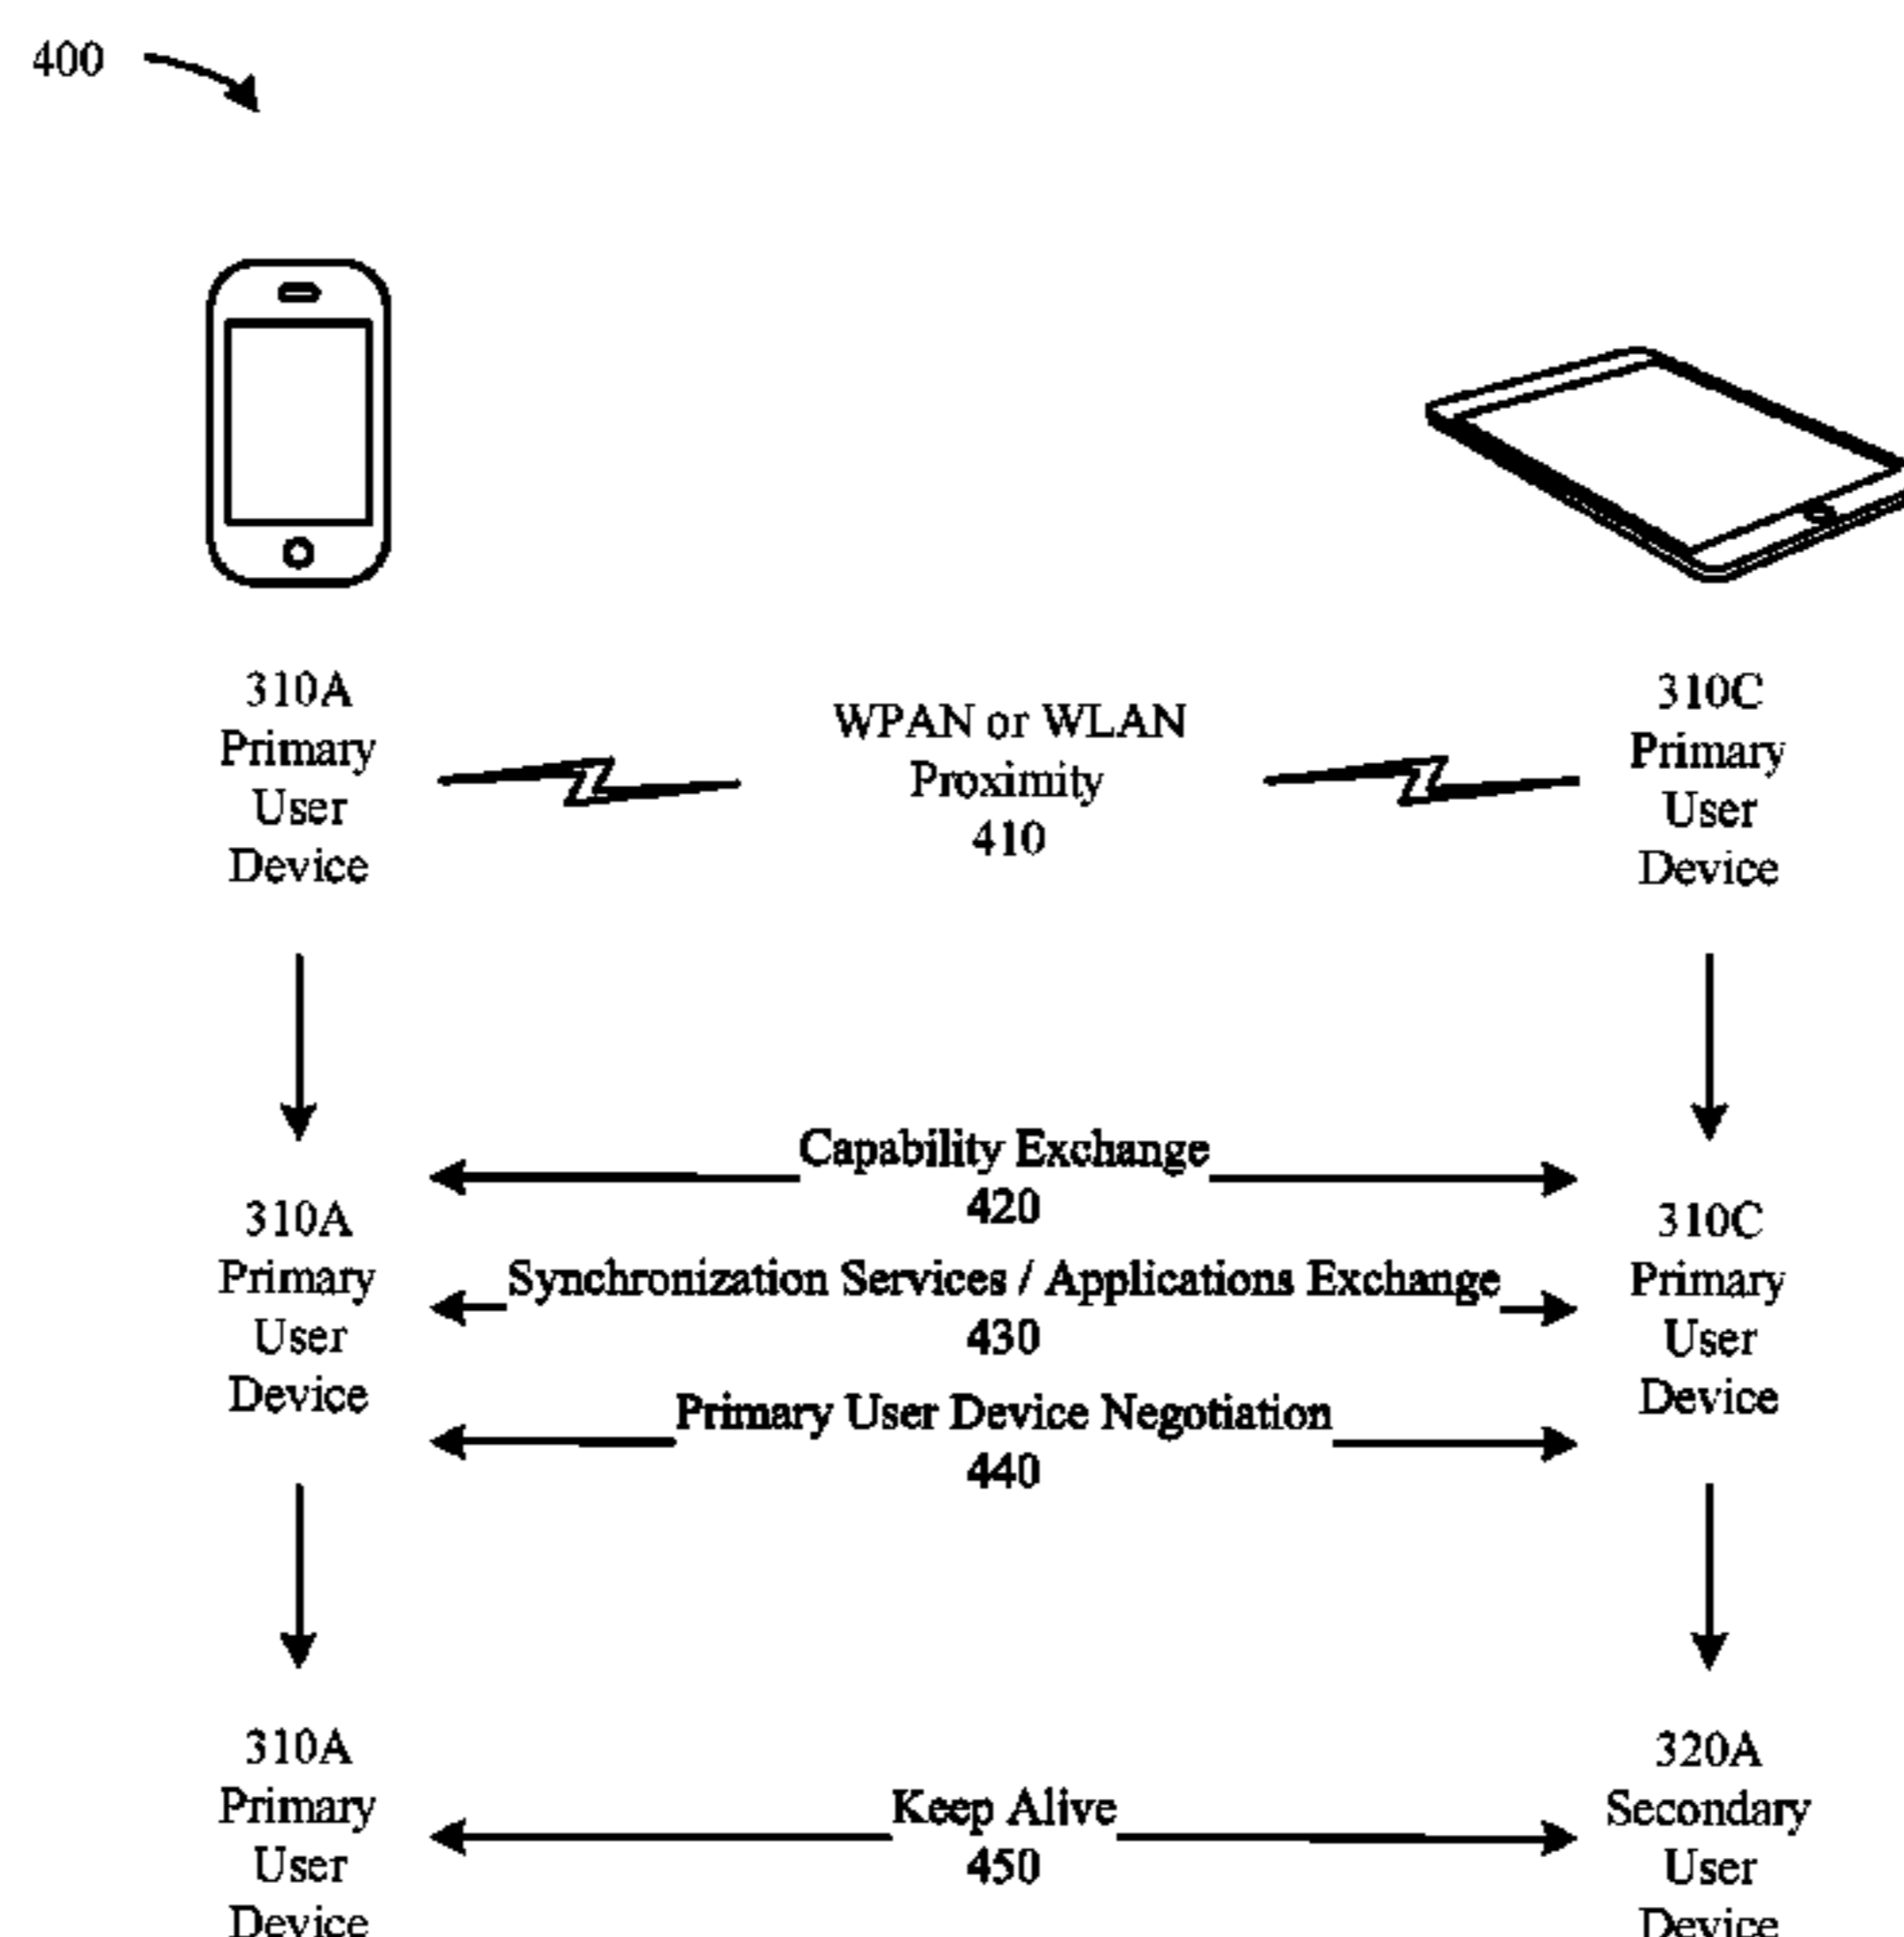 400
310A
Primary
User
Device
WPAN or WLAN
Proximity
410
310C
Primary
User
Device
Capability Exchange
420
310A
Primary
User
Device
Synchronization Services / Applications Exchange
430
310C
Primary
User
Device
Primary User Device Negotiation
440
310A
Primary
User
Device
Keep Alive
450
320A
Secondary
User
Device